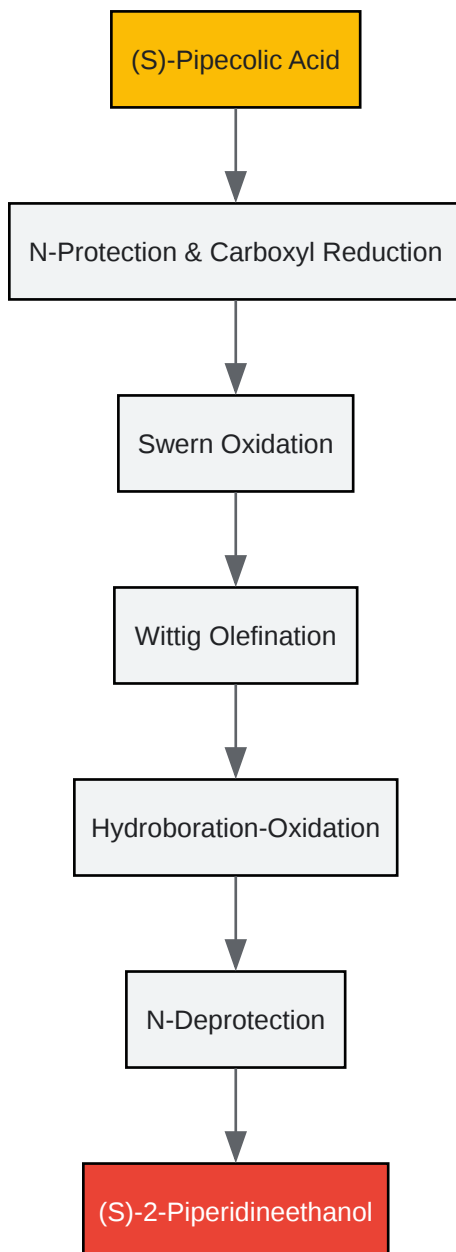 (S)-Pipecolic Acid
N-Protection & Carboxyl Reduction
Swern Oxidation
Wittig Olefination
Hydroboration-Oxidation
N-Deprotection
(S)-2-Piperidineethanol